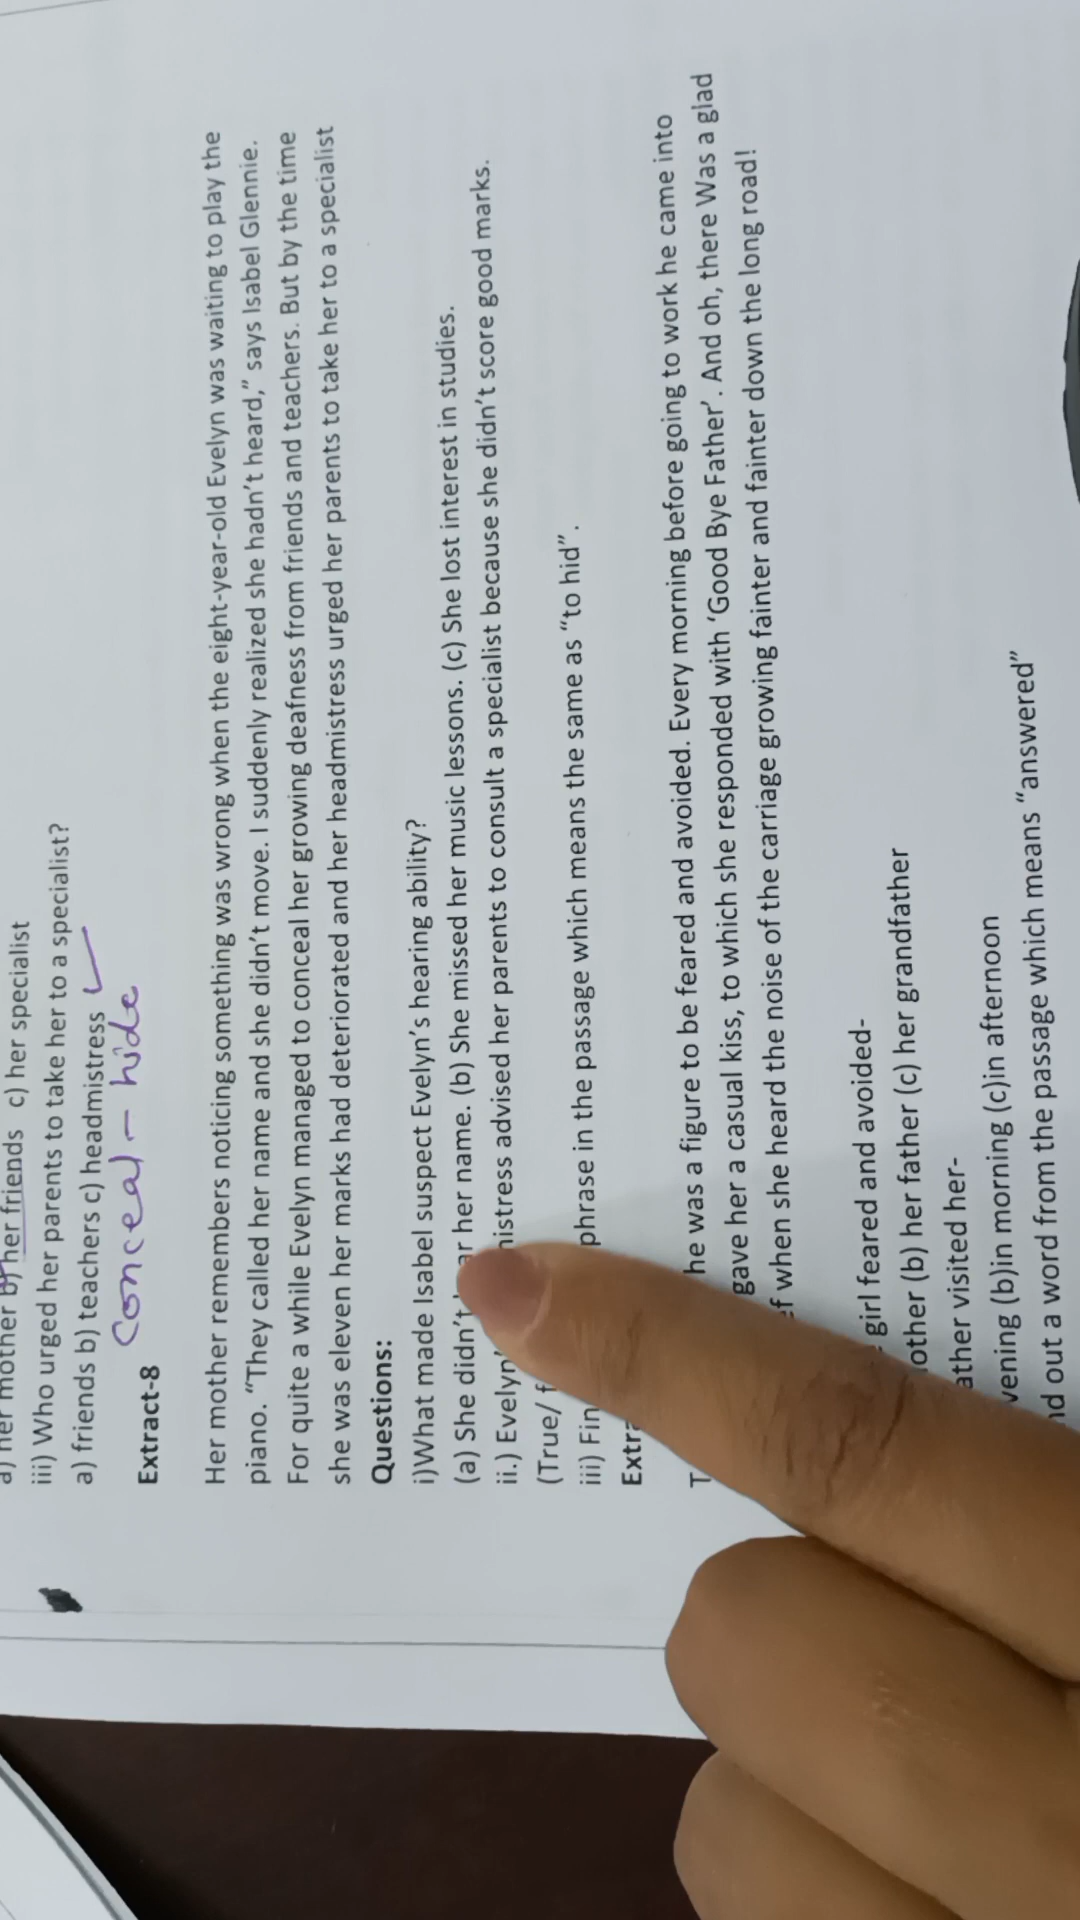 a) her mother b) her friends c) her specialist
iii) Who urged her parents to take her to a specialist?
a) friends b) teachers c) headmistress
conceal - hide
Extract-8
Her mother remembers noticing something was wrong when the eight-year-old Evelyn was waiting to play the
piano. “They called her name and she didn’t move. I suddenly realized she hadn’t heard,” says Isabel Glennie.
For quite a while Evelyn managed to conceal her growing deafness from friends and teachers. But by the time
she was eleven her marks had deteriorated and her headmistress urged her parents to take her to a specialist
Questions:
i)What made Isabel suspect Evelyn’s hearing ability?
(a) She didn’t her name. (b) She missed her music lessons. (c) She lost interest in studies.
ii.) advised her parents to consult a specialist because she didn’t score good marks.
(True/
iii) phrase in the passage which means the same as “to hid”.
he was a figure to be feared and avoided. Every morning before going to work he came into
gave her a casual kiss, to which she responded with ‘Good Bye Father’. And oh, there Was a glad
when she heard the noise of the carriage growing fainter and fainter down the long road!
girl feared and avoided-
(b) her father (c) her grandfather
visited her-
(b)in morning (c)in afternoon
out a word from the passage which means “answered”